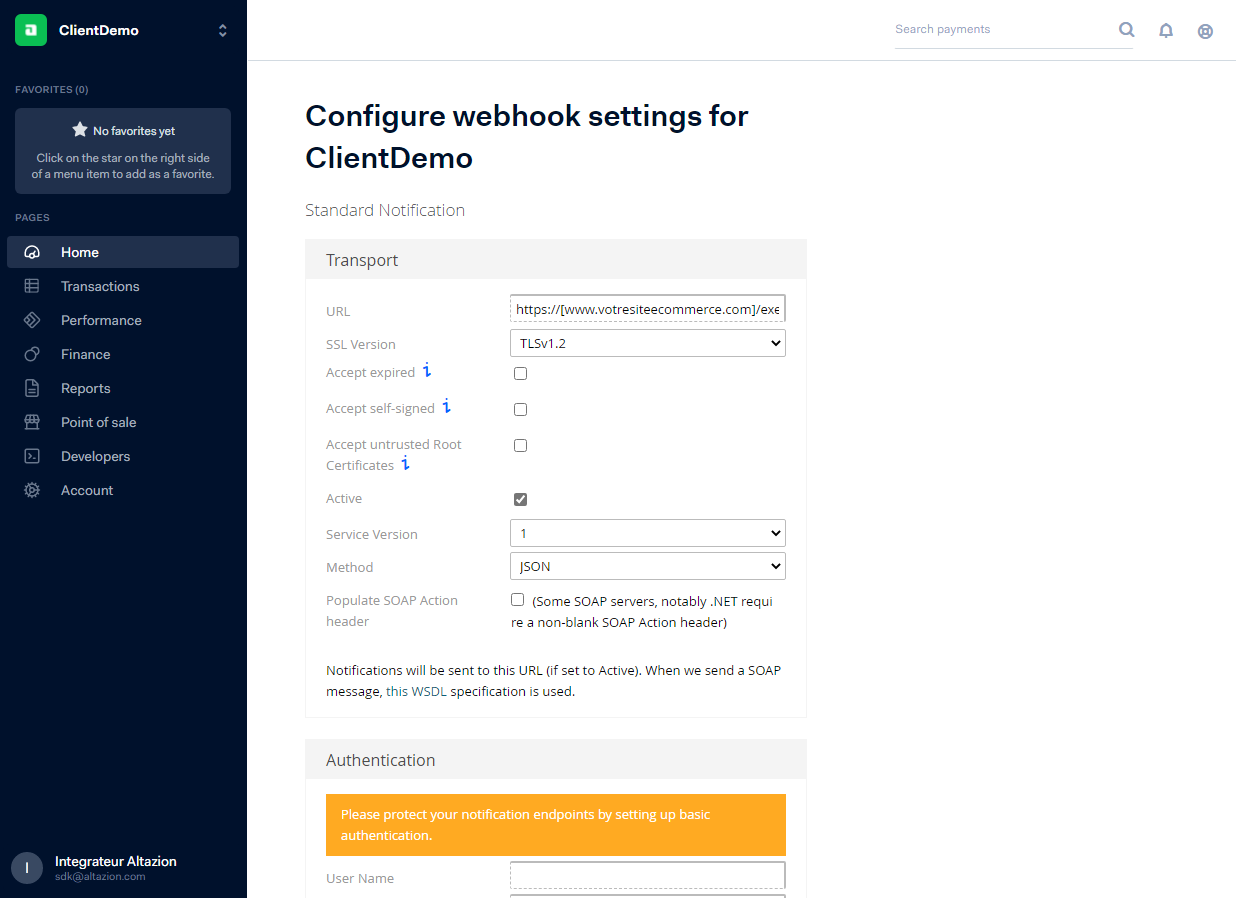 ClientDemo
Search payments
FAVORITES (0)
No favorites yet
Click on the star on the right side
of a menu item to add as a favorite.
PAGES
Home
Transactions
Performance
Finance
Reports
Point of sale
Developers
Account
Integrateur Altazion
sdk@altazion.com
Configure webhook settings for
ClientDemo
Standard Notification
Transport
URL
https://[www.votresiteecommerce.com]/exe
SSL Version
TLSv1.2
Accept expired
Accept self-signed
Accept untrusted Root
Certificates
Active
Service Version
1
Method
JSON
Populate SOAP Action
header
(Some SOAP servers, notably .NET requi
re a non-blank SOAP Action header)
Notifications will be sent to this URL (if set to Active). When we send a SOAP
message, this WSDL specification is used.
Authentication
Please protect your notification endpoints by setting up basic
authentication.
User Name